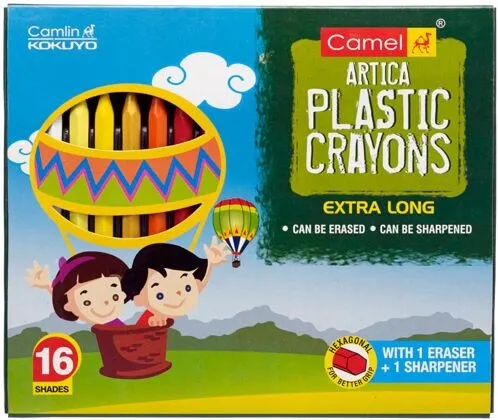 Camlin
KOKUYO
Camel ®
ARTICA
PLASTIC
CRAYONS
EXTRA LONG
• CAN BE ERASED • CAN BE SHARPENED
16
SHADES
HEXAGONAL
FOR BETTER GRIP
WITH 1 ERASER
+ 1 SHARPENER